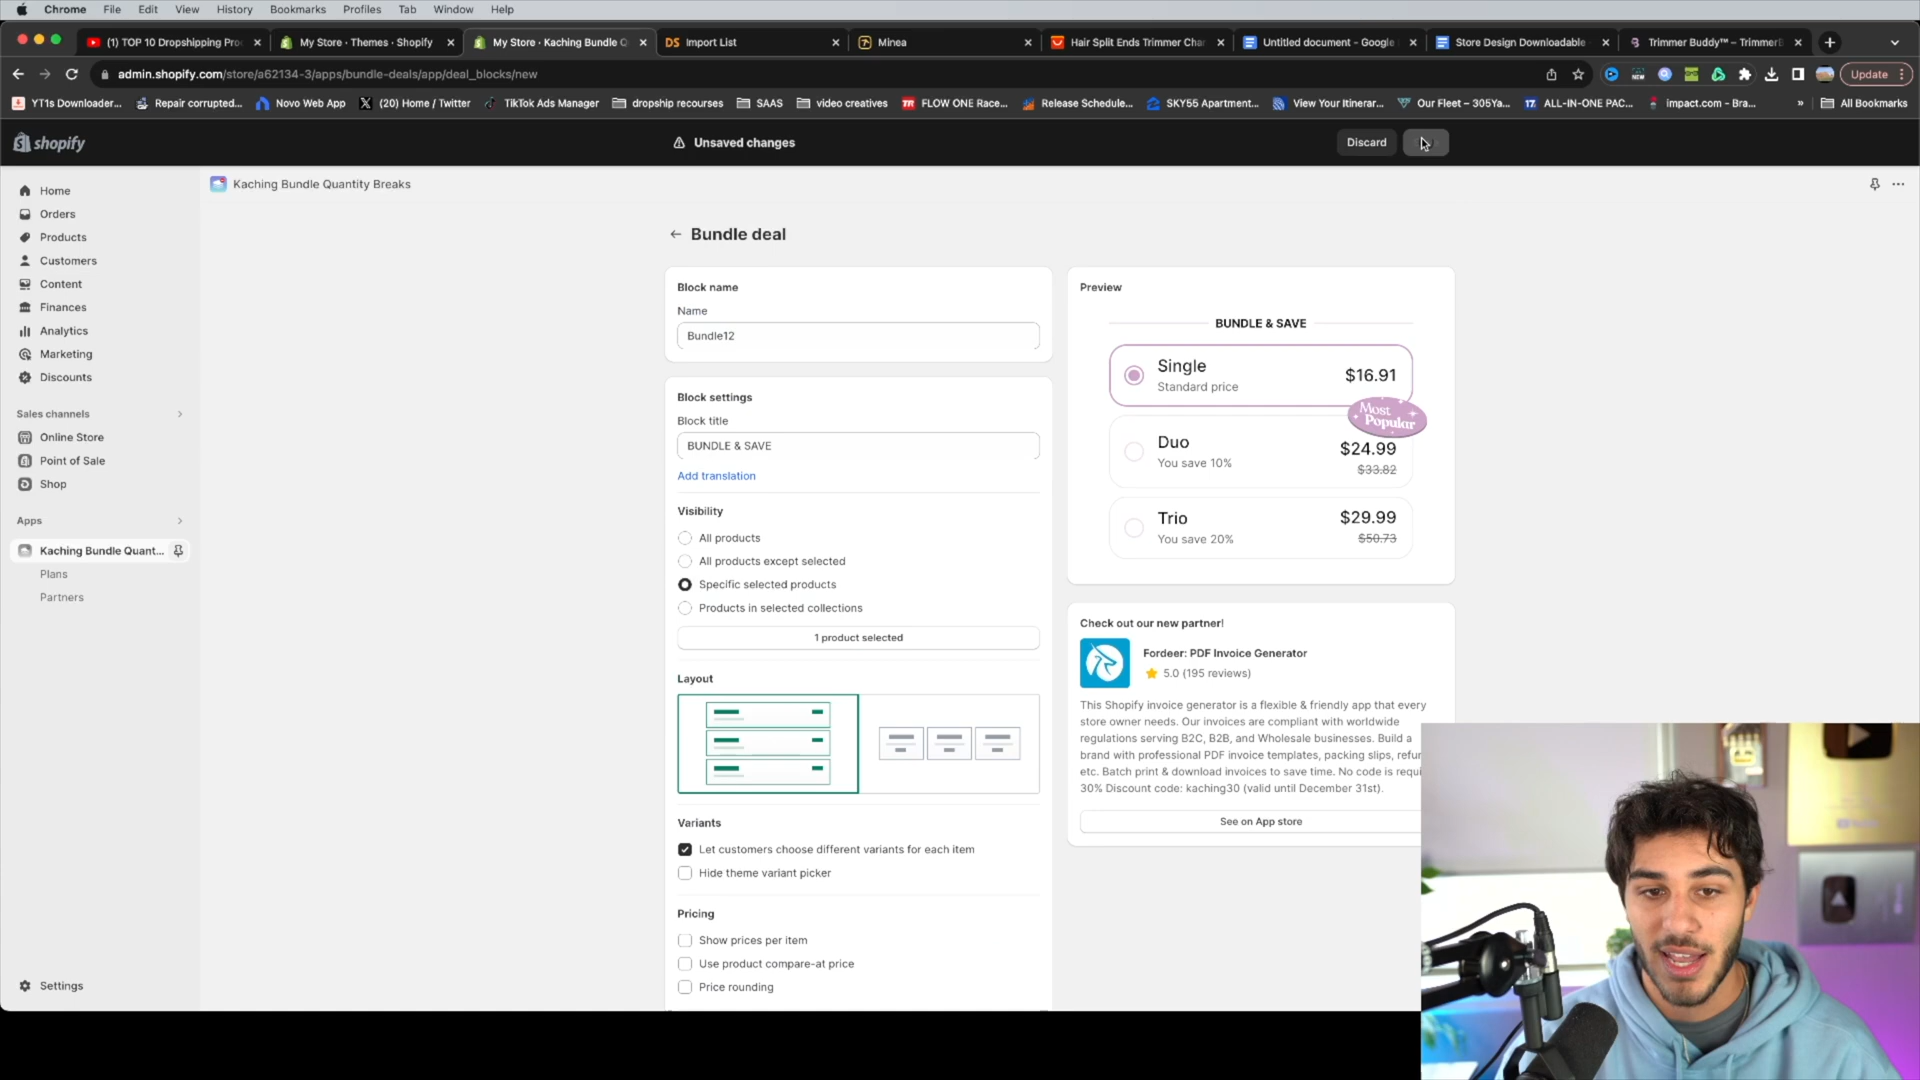 Chrome File Edit View History Bookmarks Profiles Tab Window Help
(1) TOP 10 Dropshipping Pro
My Store · Themes · Shopify
My Store · Kaching Bundle Q
DS Import List
Minea
Hair Split Ends Trimmer Char
Untitled document - Google
Store Design Downloadable
Trimmer Buddy™ – TrimmerB
admin.shopify.com/store/a62134-3/apps/bundle-deals/app/deal_blocks/new
Update
YT1s Downloader...
Repair corrupted...
Novo Web App
(20) Home / Twitter
TikTok Ads Manager
dropship recourses
SAAS
video creatives
TR FLOW ONE Race...
Release Schedule...
SKY55 Apartment...
View Your Itinerar...
Our Fleet – 305Ya...
17. ALL-IN-ONE PAC...
impact.com - Bra...
»
All Bookmarks
shopify
Unsaved changes
Discard
Home
Orders
Products
Customers
Content
Finances
Analytics
Marketing
Discounts
Sales channels
Online Store
Point of Sale
Shop
Apps
Kaching Bundle Quant...
Plans
Partners
Settings
Kaching Bundle Quantity Breaks
Bundle deal
Block name
Name
Bundle12
Block settings
Block title
BUNDLE & SAVE
Add translation
Visibility
All products
All products except selected
Specific selected products
Products in selected collections
1 product selected
Layout
Variants
Let customers choose different variants for each item
Hide theme variant picker
Pricing
Show prices per item
Use product compare-at price
Price rounding
Preview
BUNDLE & SAVE
Single
Standard price
$16.91
Most
Popular
Duo
You save 10%
$24.99
$33.82
Trio
You save 20%
$29.99
$50.73
Check out our new partner!
Fordeer: PDF Invoice Generator
5.0 (195 reviews)
This Shopify invoice generator is a flexible & friendly app that every
store owner needs. Our invoices are compliant with worldwide
regulations serving B2C, B2B, and Wholesale businesses. Build a
brand with professional PDF invoice templates, packing slips, refur
etc. Batch print & download invoices to save time. No code is requi
30% Discount code: kaching30 (valid until December 31st).
See on App store